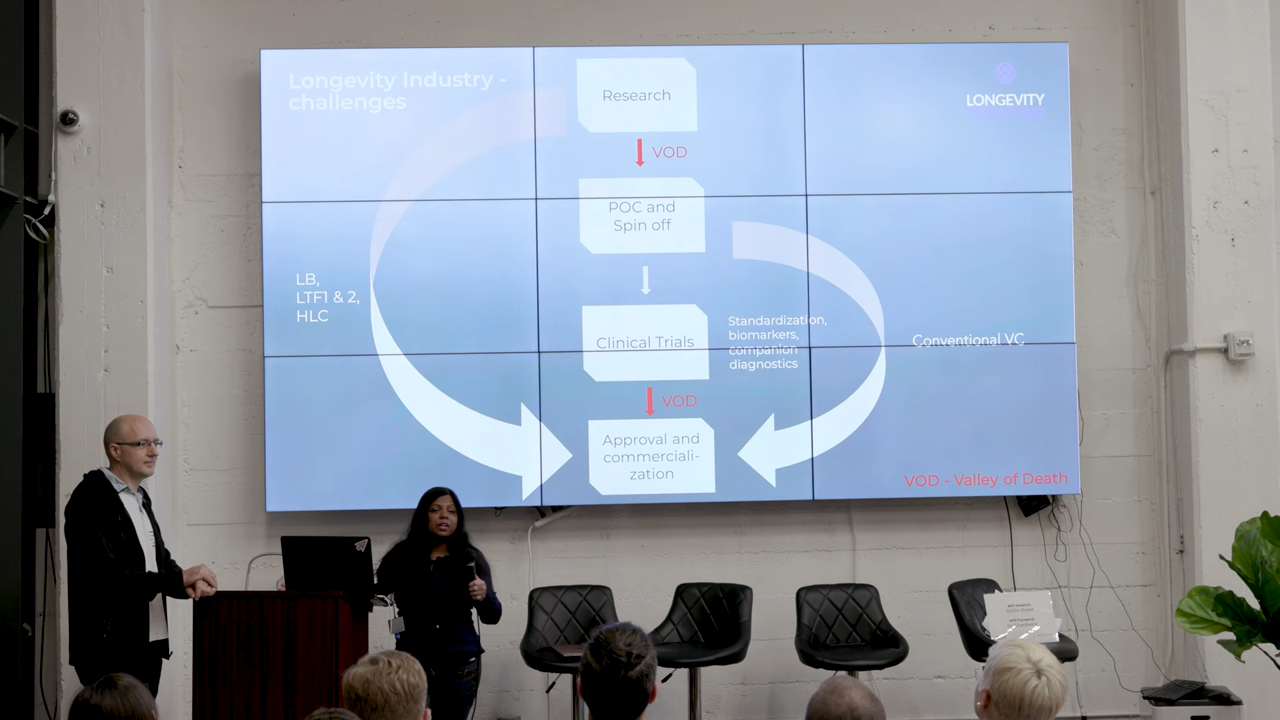 Longevity Industry -
challenges
Research
LONGEVITY
VOD
POC and
Spin off
LB,
LTF1 & 2,
HLC
Clinical Trials
Standardization,
biomarkers,
companion
diagnostics
Conventional VC
VOD
Approval and
commerciali-
zation
VOD - Valley of Death